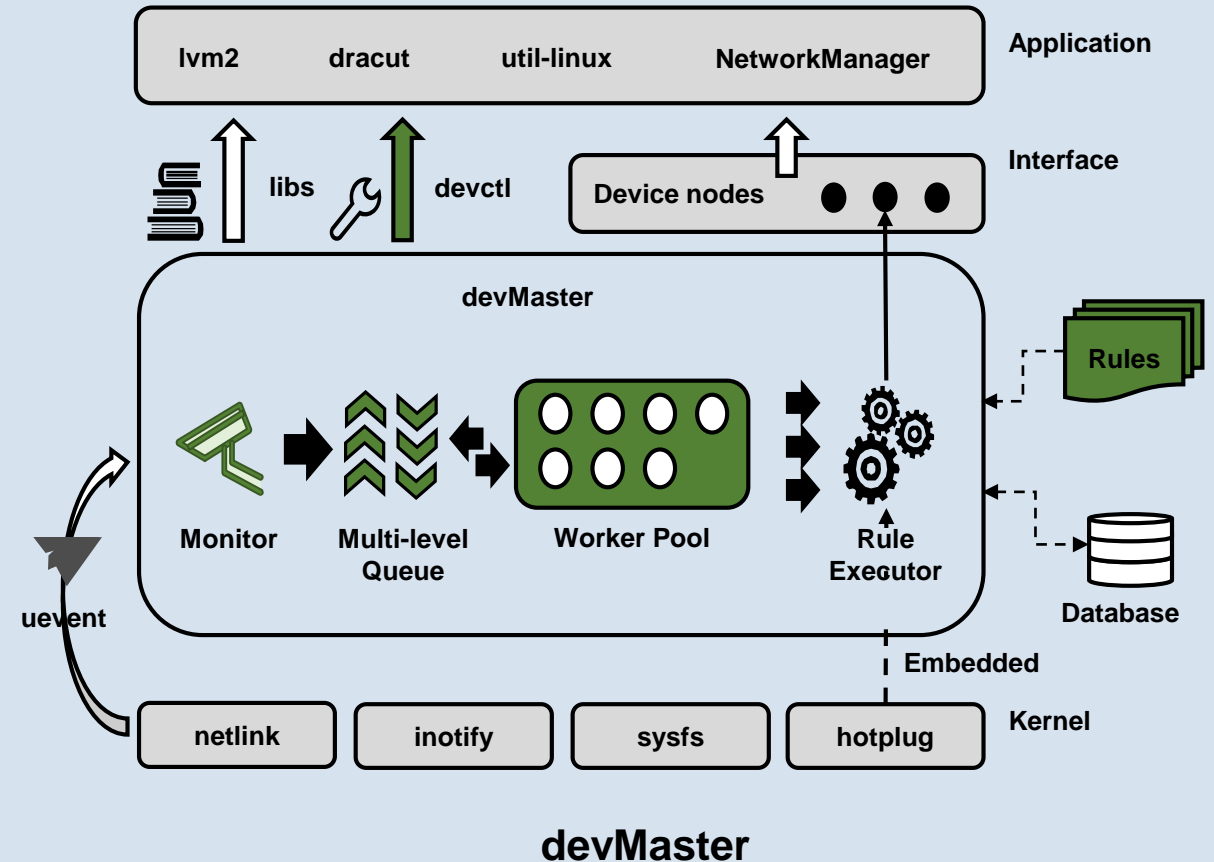 lvm2
dracut
util-linux
NetworkManager
Application
libs
devctl
Device nodes
Interface
devMaster
Rules
Monitor
Multi-level
Queue
Worker Pool
Rule
Executor
uevent
Database
Embedded
netlink
inotify
sysfs
hotplug
Kernel
devMaster